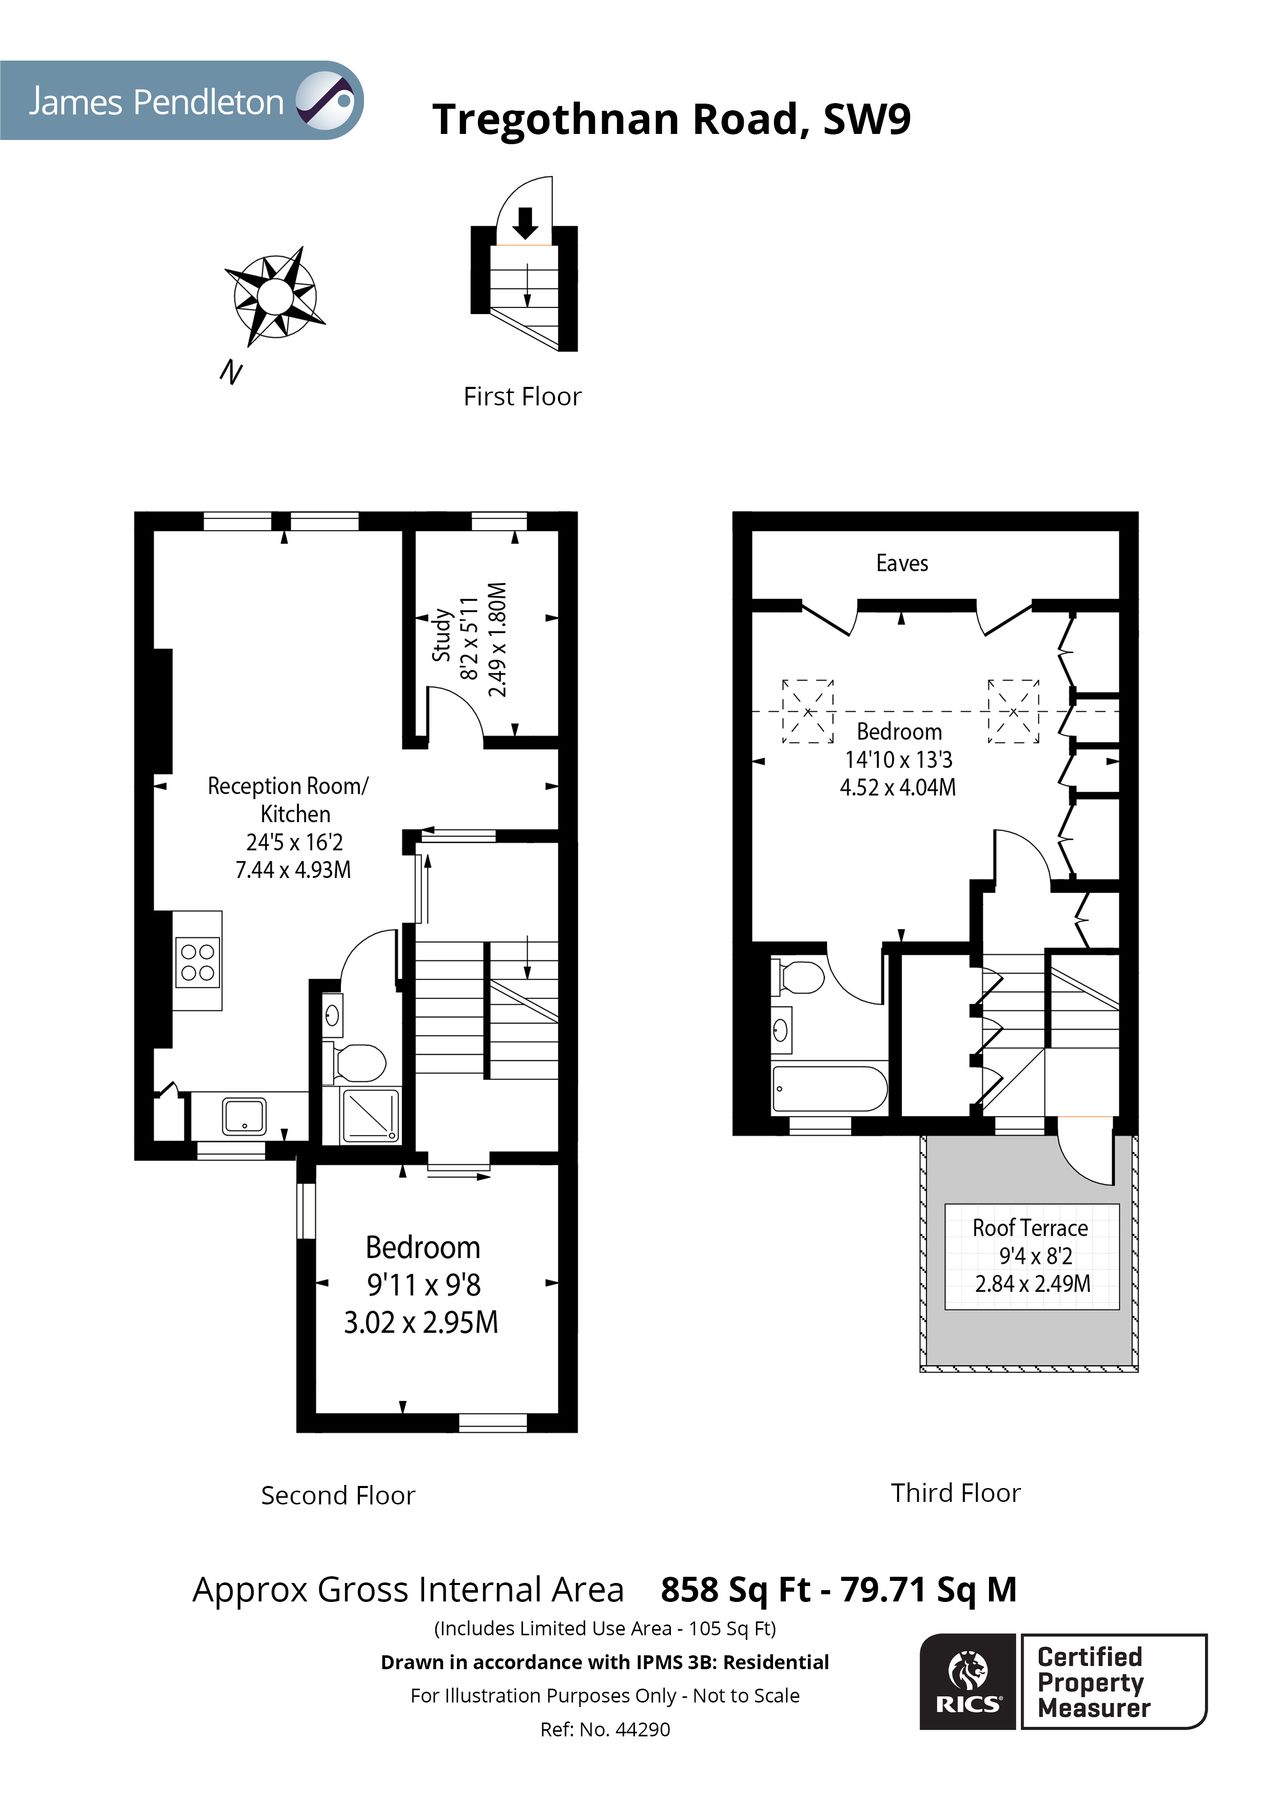 James Pendleton
Tregothnan Road, SW9
N
First Floor
Study
8'2 x 5'11
2.49 x 1.80M
Reception Room/
Kitchen
24'5 x 16'2
7.44 x 4.93M
Bedroom
9'11 x 9'8
3.02 x 2.95M
Second Floor
Eaves
Bedroom
14'10 x 13'3
4.52 x 4.04M
Roof Terrace
9'4 x 8'2
2.84 x 2.49M
Third Floor
Approx Gross Internal Area 858 Sq Ft - 79.71 Sq M
(Includes Limited Use Area - 105 Sq Ft)
Drawn in accordance with IPMS 3B: Residential
For Illustration Purposes Only - Not to Scale
Ref: No. 44290
RICS
Certified
Property
Measurer